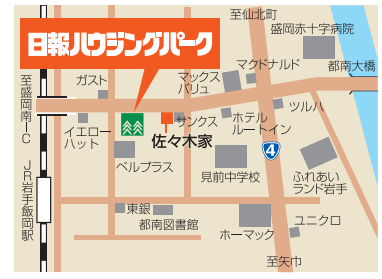 至仙北町
盛岡赤十字病院
日報ハウジングパーク
都南大橋
マクドナルド
マックス
バリュ
ガスト
至盛岡南IC
ツルハ
イエロー
ハット
サンクス
ホテル
ルートイン
佐々木家
4
ベルプラス
見前中学校
ふれあい
ランド岩手
JR岩手飯岡駅
東銀
都南図書館
ホーマック
ユニクロ
至矢巾